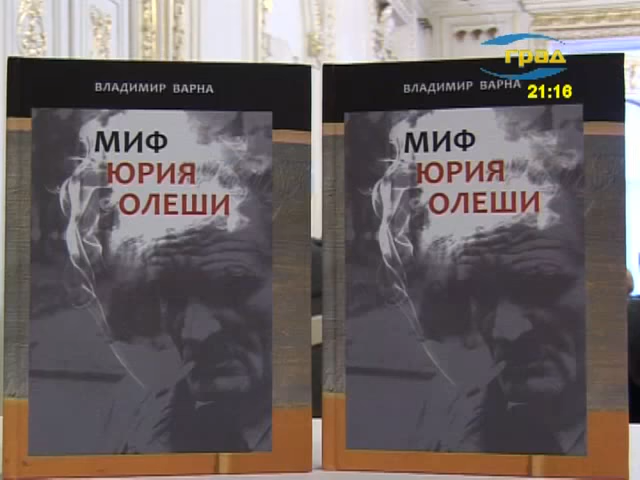 град
21:16
ВЛАДИМИР ВАРНА
МИФ
ЮРИЯ
ОЛЕШИ
ВЛАДИМИР ВАРНА
МИФ
ЮРИЯ
ОЛЕШИ